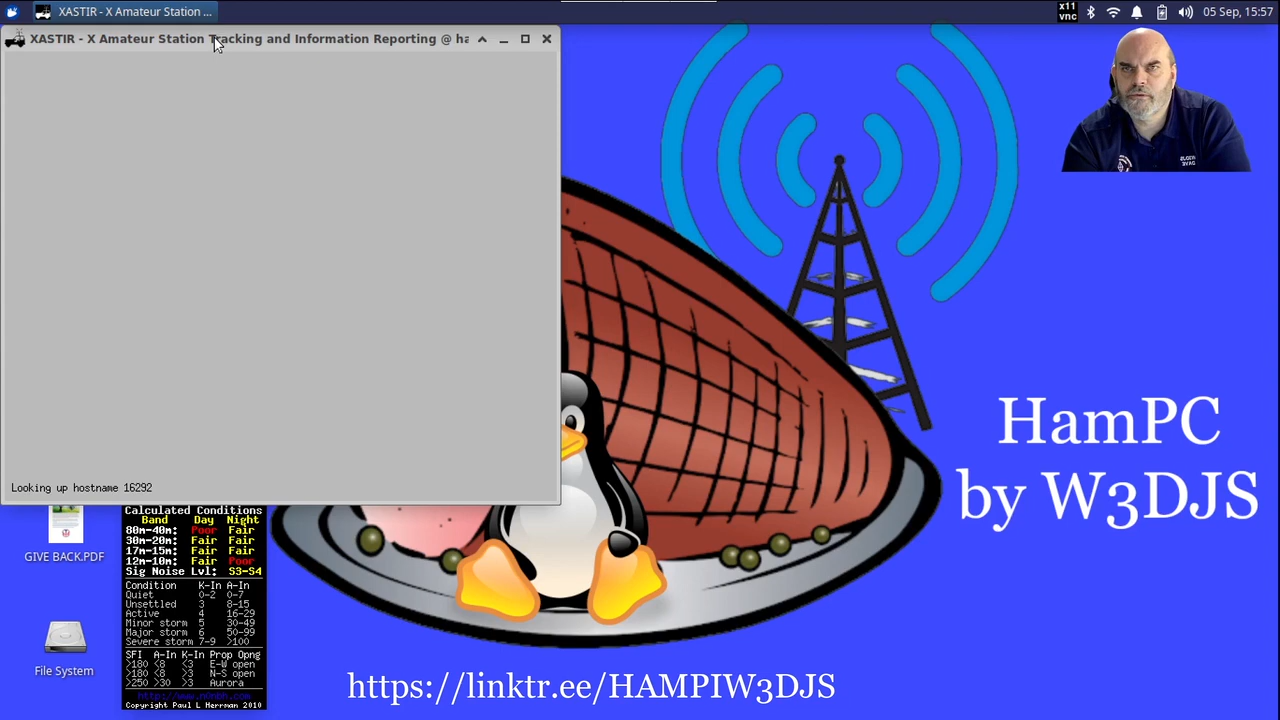 XASTIR - X Amateur Station ...
x11
vnc
05 Sep, 15:57
XASTIR - X Amateur Station Tracking and Information Reporting @ ha
Looking up hostname 16292
HamPC
by W3DJS
GIVE BACK.PDF
File System
Calculated Conditions
Band Day Night
80m-40m: Poor Fair
30m-20m: Fair Fair
17m-15m: Fair Fair
12m-10m: Fair Poor
Sig Noise Lvl: S3-S4
Condition K-In A-In
Quiet 0-2 0-7
Unsettled 3 8-15
Active 4 16-29
Minor storm 5 30-49
Major storm 6 50-99
Severe storm 7-9 >100
SFI A-In K-In Prop Opng
>180 <8 <3 E-W open
>180 <8 <3 N-S open
>250 >30 >3 Aurora
http://www.n0nbh.com
Copyright Paul L Herrman 2010
https://linktr.ee/HAMPIW3DJS